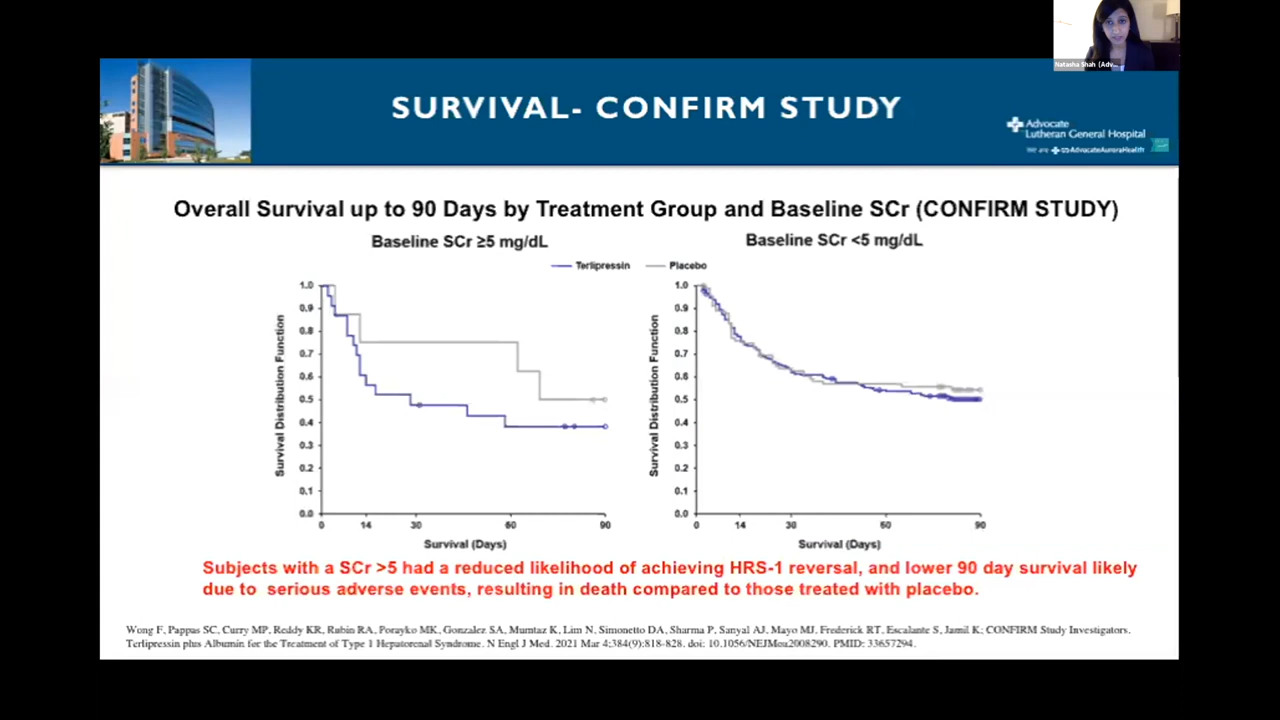 Natasha Shah (Adv...
SURVIVAL- CONFIRM STUDY
Advocate
Lutheran General Hospital
We are AdvocateAuroraHealth
Overall Survival up to 90 Days by Treatment Group and Baseline SCr (CONFIRM STUDY)
Baseline SCr ≥5 mg/dL
Baseline SCr <5 mg/dL
Terlipressin
Placebo
1.0
0.9
0.8
0.7
0.6
0.5
0.4
0.3
0.2
0.1
0.0
Survival Distribution Function
0 14 30 60 90
Survival (Days)
1.0
0.9
0.8
0.7
0.6
0.5
0.4
0.3
0.2
0.1
0.0
Survival Distribution Function
0 14 30 60 90
Survival (Days)
Subjects with a SCr >5 had a reduced likelihood of achieving HRS-1 reversal, and lower 90 day survival likely
due to serious adverse events, resulting in death compared to those treated with placebo.
Wong F, Pappas SC, Curry MP, Reddy KR, Rubin RA, Porayko MK, Gonzalez SA, Mumtaz K, Lim N, Simonetto DA, Sharma P, Sanyal AJ, Mayo MJ, Frederick RT, Escalante S, Jamil K; CONFIRM Study Investigators.
Terlipressin plus Albumin for the Treatment of Type 1 Hepatorenal Syndrome. N Engl J Med. 2021 Mar 4;384(9):818-828. doi: 10.1056/NEJMoa2008290. PMID: 33657294.